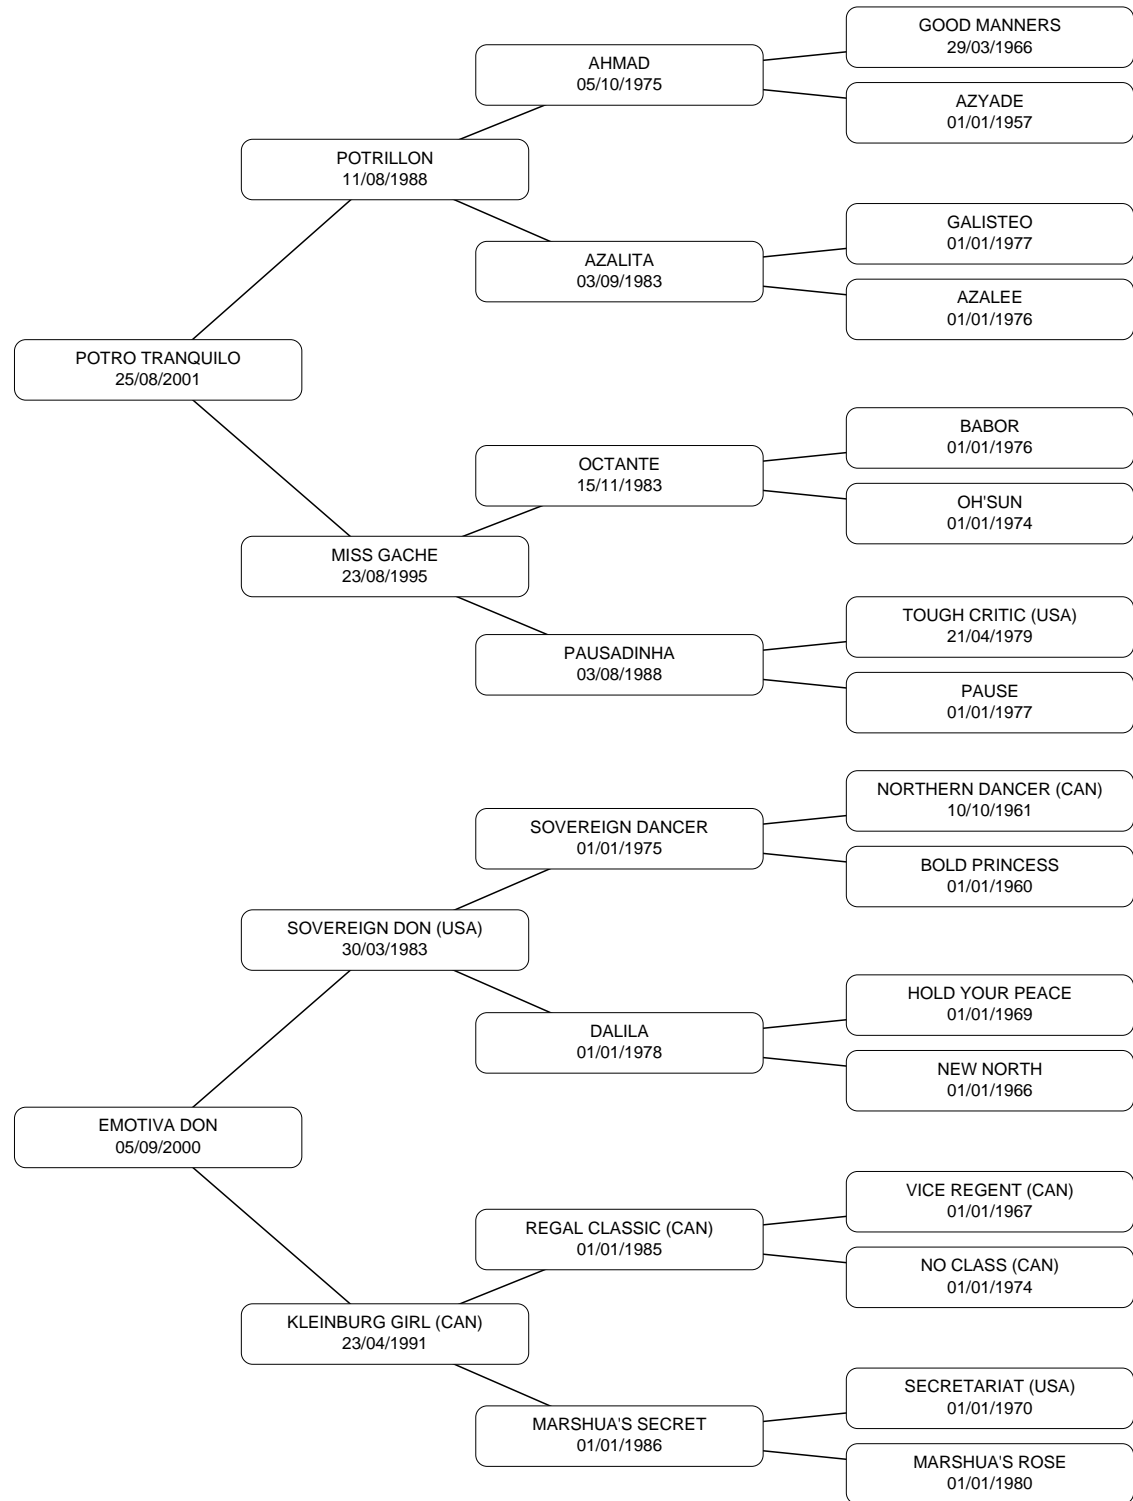 GOOD MANNERS
29/03/1966
AHMAD
05/10/1975
AZYADE
01/01/1957
POTRILLON
11/08/1988
GALISTEO
01/01/1977
AZALITA
03/09/1983
AZALEE
01/01/1976
POTRO TRANQUILO
25/08/2001
BABOR
01/01/1976
OCTANTE
15/11/1983
OH'SUN
01/01/1974
MISS GACHE
23/08/1995
TOUGH CRITIC (USA)
21/04/1979
PAUSADINHA
03/08/1988
PAUSE
01/01/1977
NORTHERN DANCER (CAN)
10/10/1961
SOVEREIGN DANCER
01/01/1975
BOLD PRINCESS
01/01/1960
SOVEREIGN DON (USA)
30/03/1983
HOLD YOUR PEACE
01/01/1969
DALILA
01/01/1978
NEW NORTH
01/01/1966
EMOTIVA DON
05/09/2000
VICE REGENT (CAN)
01/01/1967
REGAL CLASSIC (CAN)
01/01/1985
NO CLASS (CAN)
01/01/1974
KLEINBURG GIRL (CAN)
23/04/1991
SECRETARIAT (USA)
01/01/1970
MARSHUA'S SECRET
01/01/1986
MARSHUA'S ROSE
01/01/1980